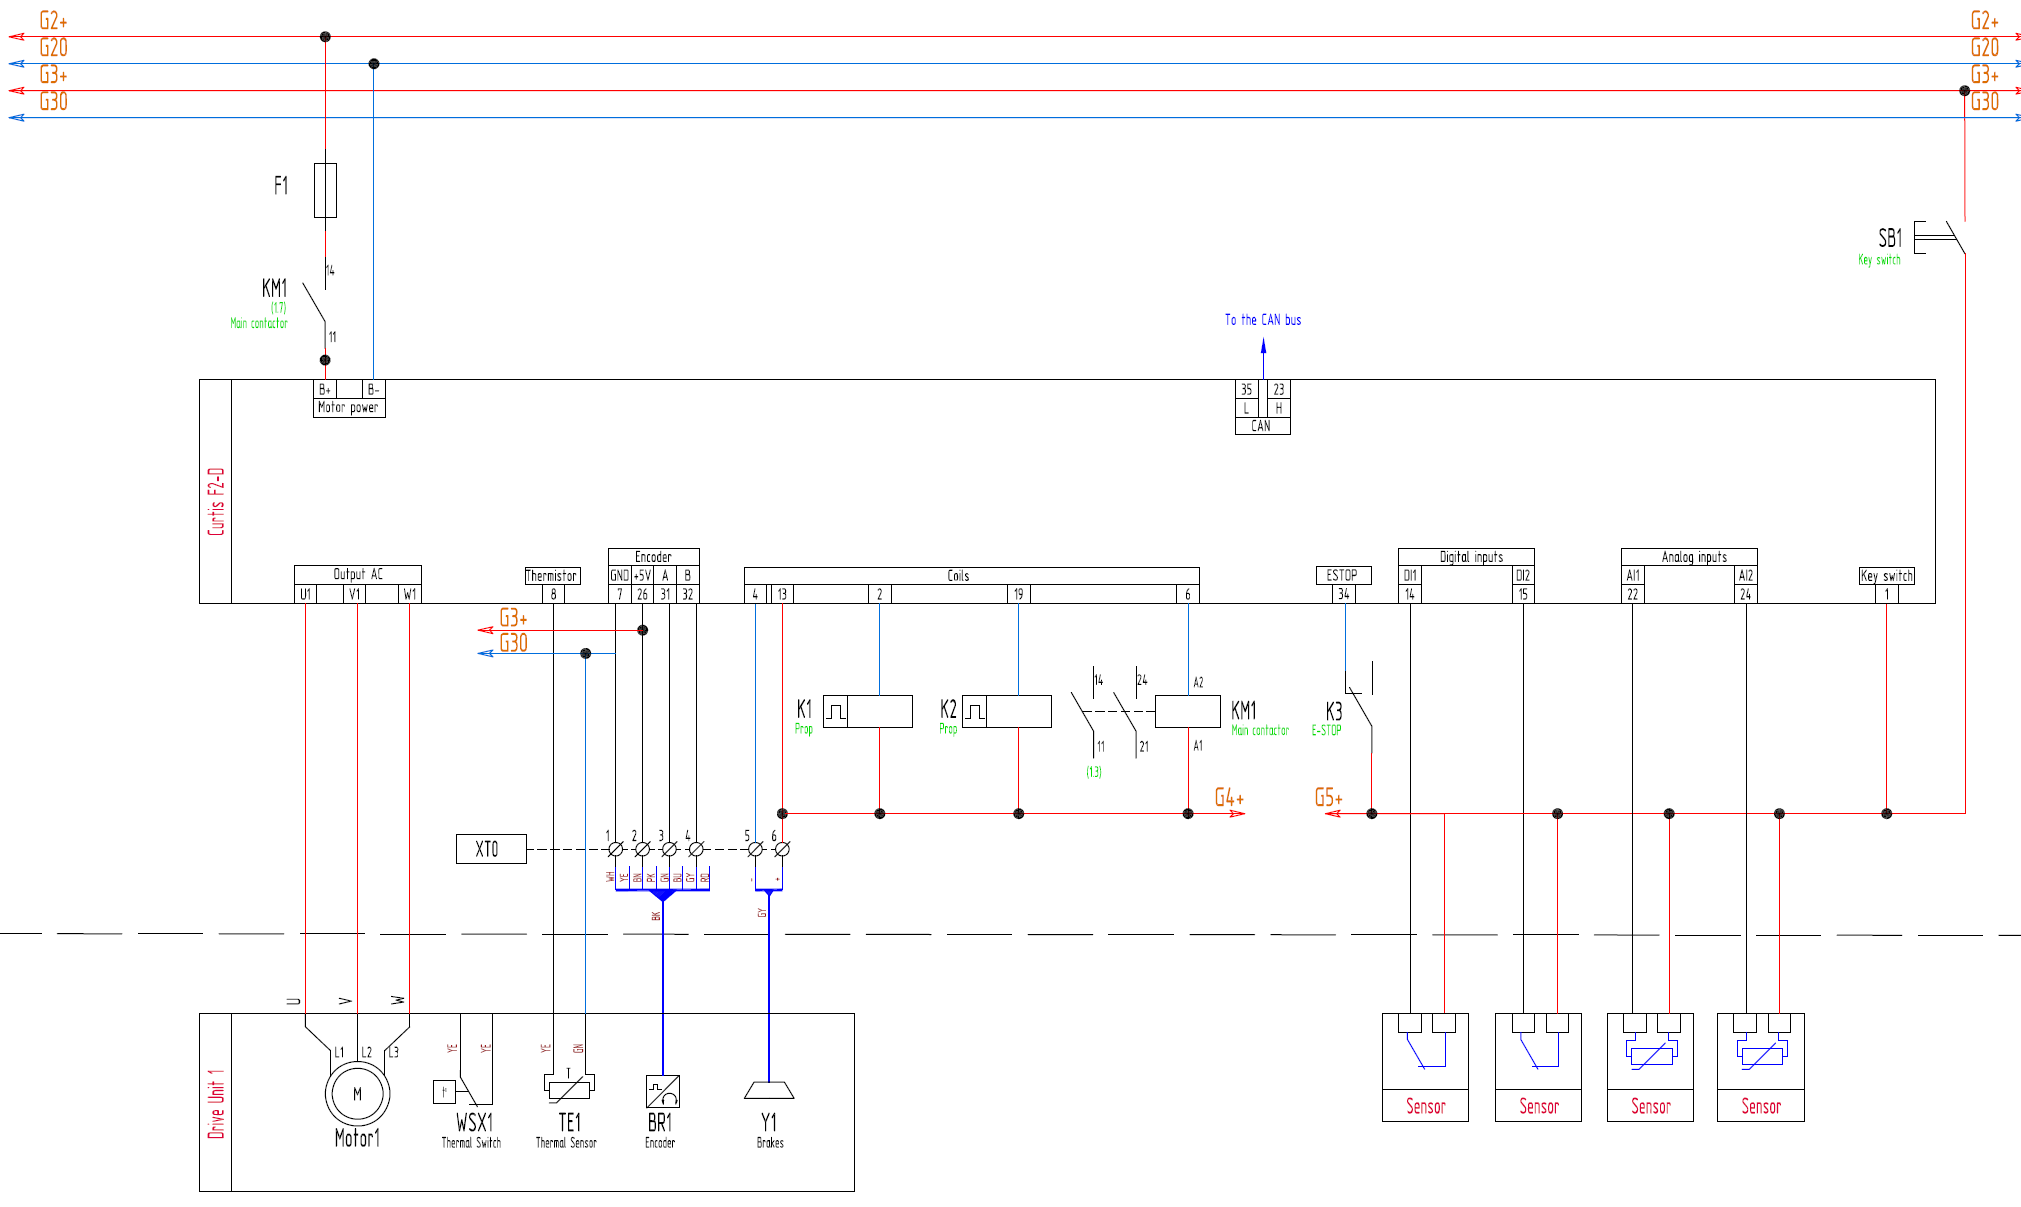 G2+
G2+
G20
G20
G3+
G3+
G30
G30
F1
14
KM1
(1.7)
Main contactor
11
SB1
Key switch
To the CAN bus
B+ B-
Motor power
35 23
L H
CAN
Curtis F2-D
Output AC
U1 V1 W1
Thermistor
8
Encoder
GND +5V A B
7 26 31 32
Coils
4 13 2 19 6
ESTOP
34
Digital inputs
DI1 DI2
14 15
Analog inputs
AI1 AI2
22 24
Key switch
1
G3+
G30
K1
Prop
K2
Prop
14 24 A2
KM1
Main contactor
11 21 A1
(1.3)
K3
E-STOP
G4+
G5+
XT0
1 2 3 4 5 6
WH YE BN PK GN BU GY RD
- +
BK
GY
U V W
L1 L2 L3
M
Motor1
YE YE
t°
WSX1
Thermal Switch
YE GN
T
TE1
Thermal Sensor
BR1
Encoder
Y1
Brakes
Drive Unit 1
Sensor
Sensor
Sensor
Sensor